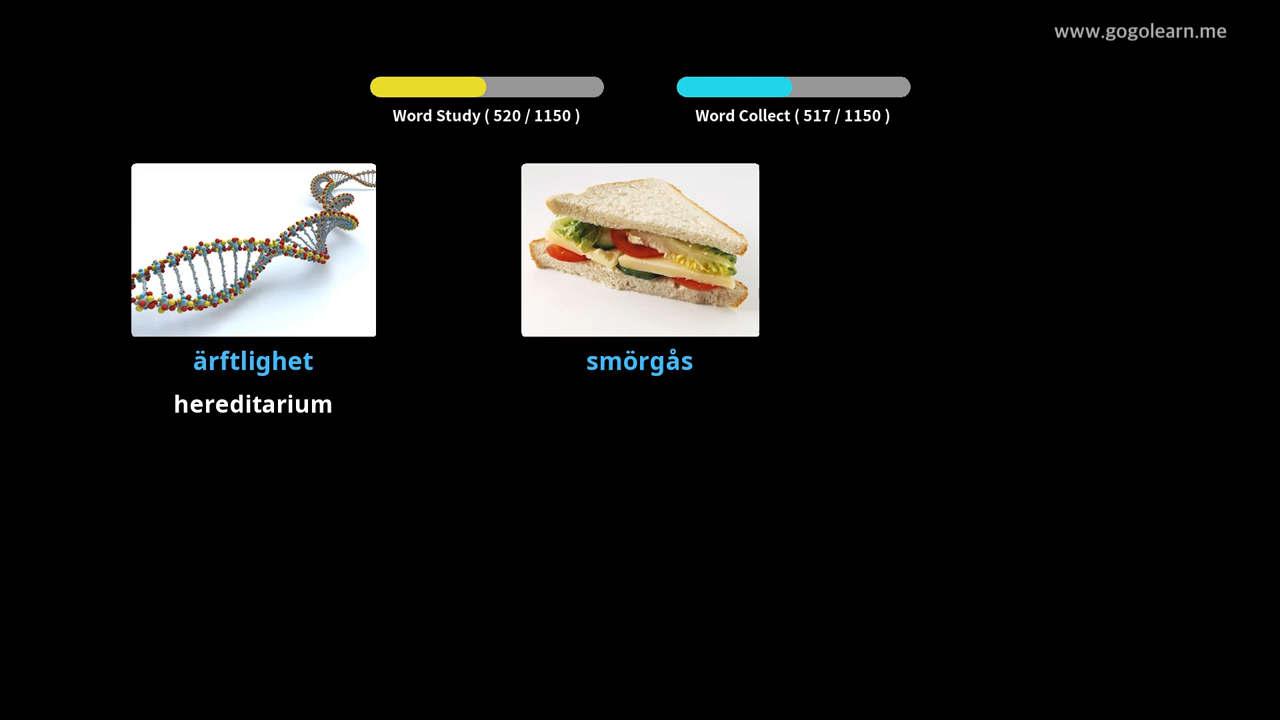 www.gogolearn.me
Word Study ( 520 / 1150 )
Word Collect ( 517 / 1150 )
ärftlighet
smörgås
hereditarium